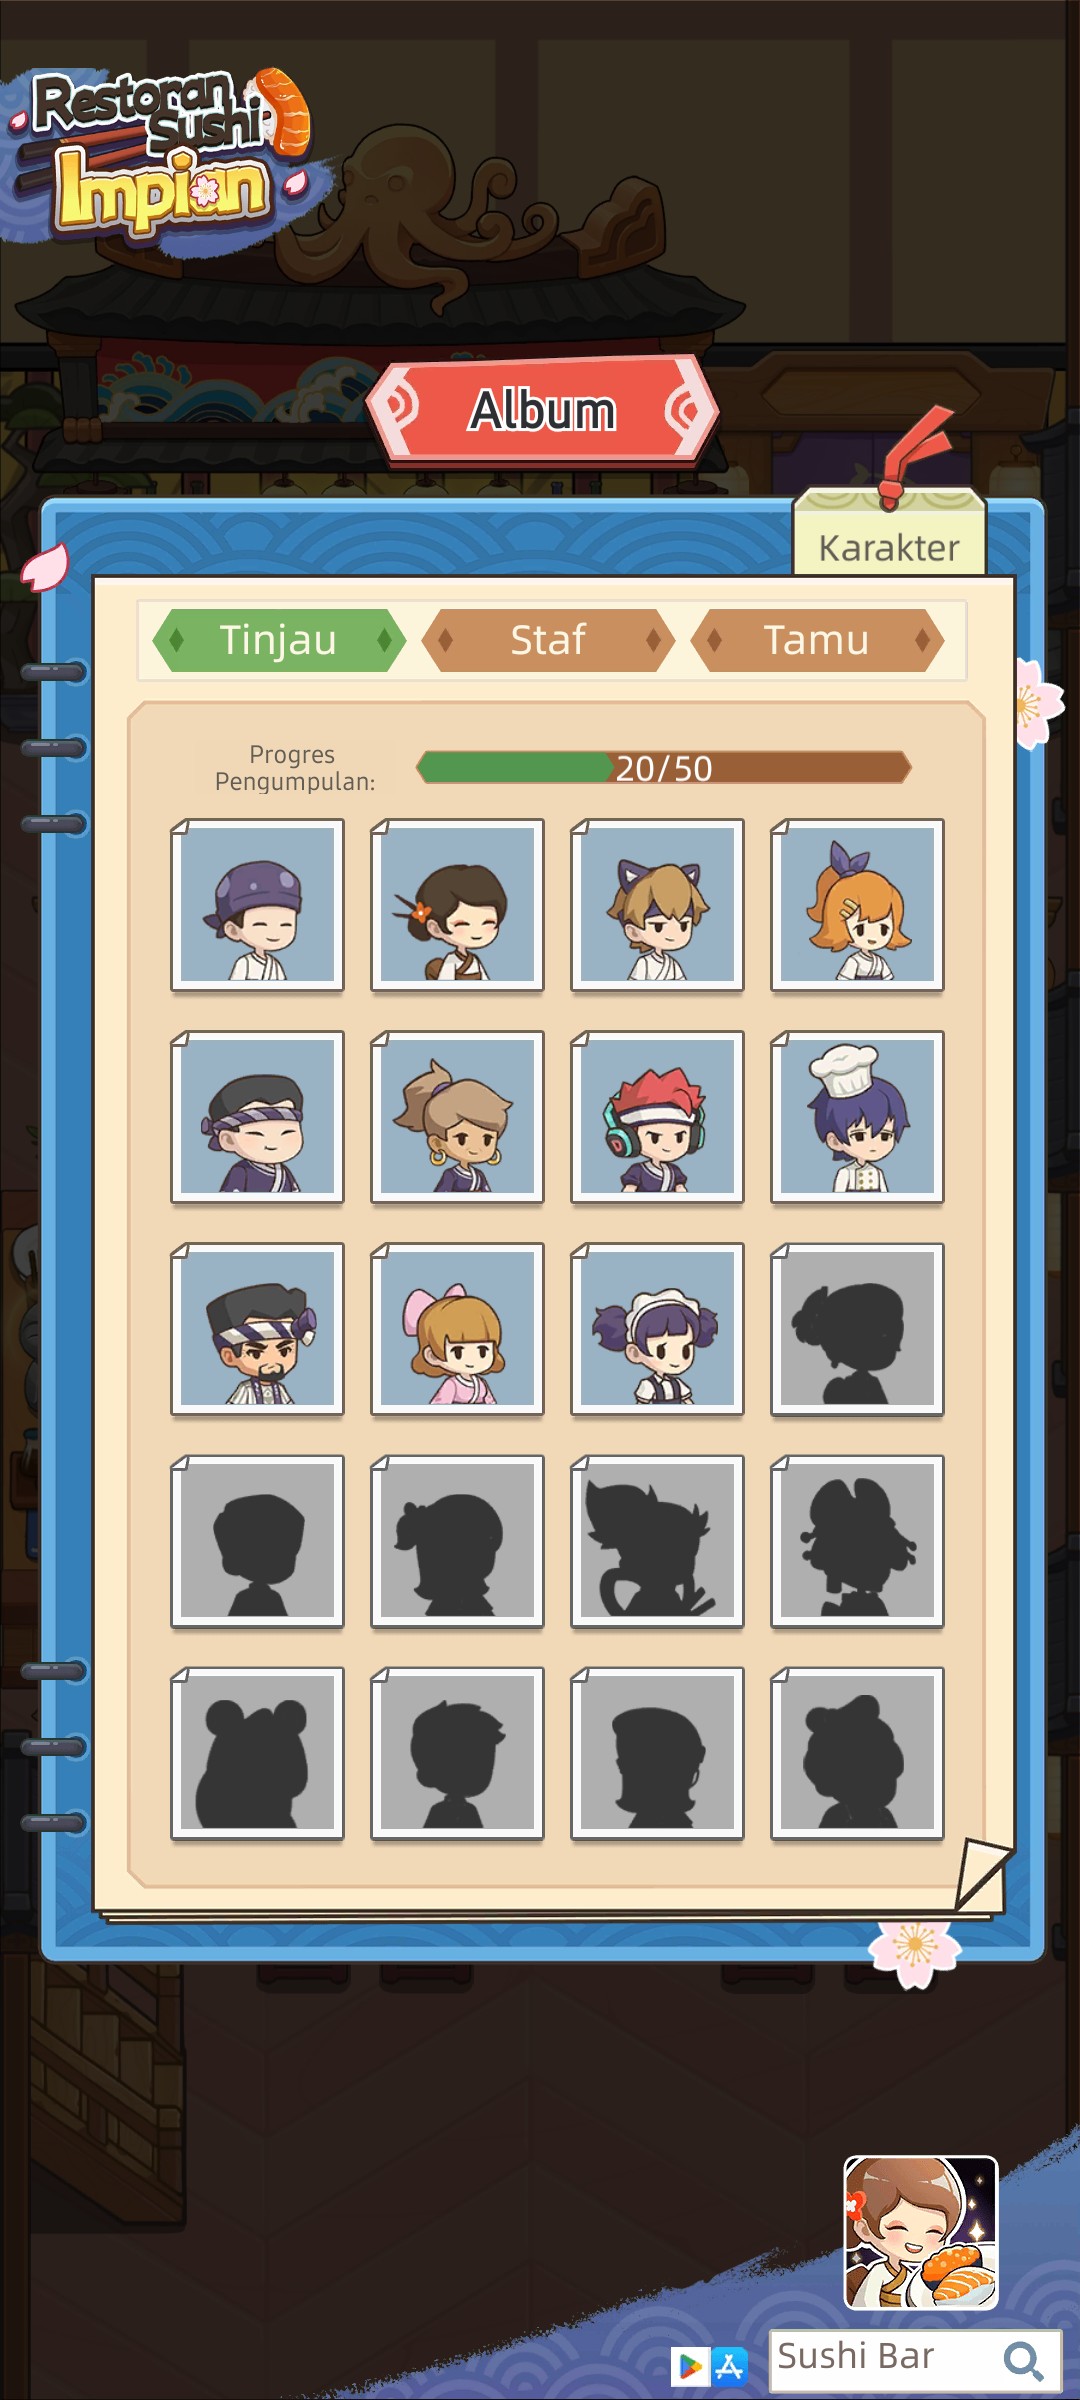 Restoran
Sushi
Impian
Album
Karakter
Tinjau
Staf
Tamu
Progres
Pengumpulan:
20/50
Sushi Bar